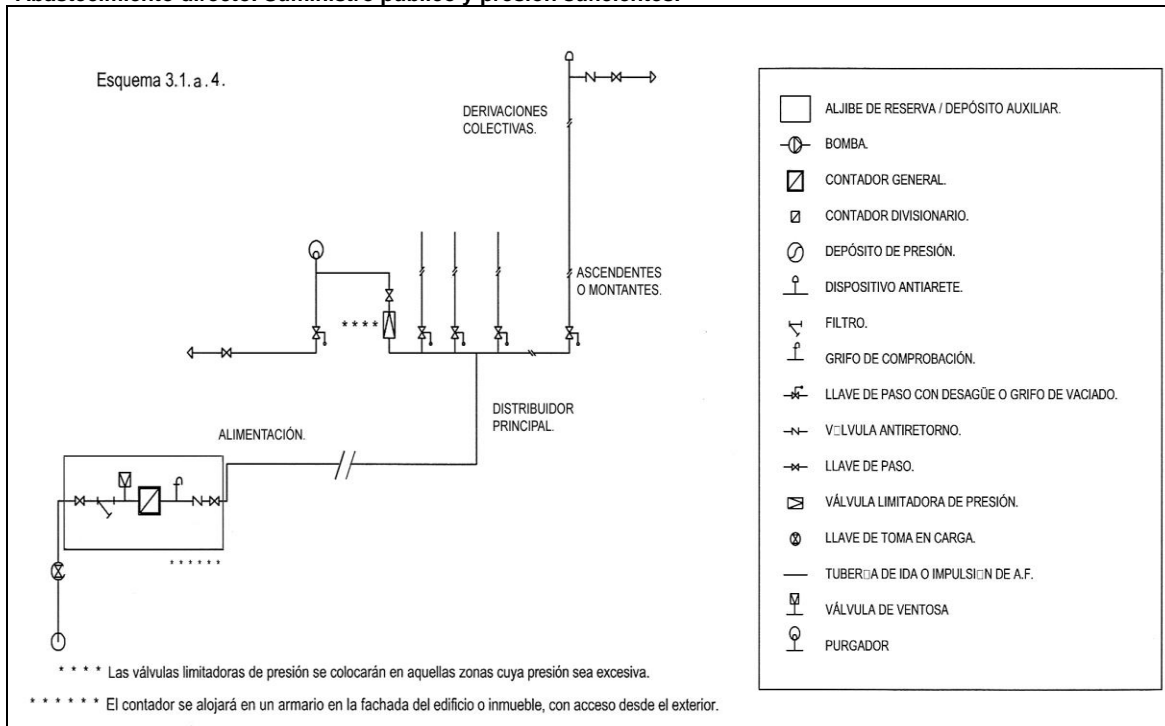 Abastecimiento directo. Suministro público y presión suficientes.
Esquema 3.1.a.4.
DERIVACIONES
COLECTIVAS.
ASCENDENTES
O MONTANTES.
* * * *
DISTRIBUIDOR
PRINCIPAL.
ALIMENTACIÓN.
* * * * * *
* * * * Las válvulas limitadoras de presión se colocarán en aquellas zonas cuya presión sea excesiva.
* * * * * * El contador se alojará en un armario en la fachada del edificio o inmueble, con acceso desde el exterior.
ALJIBE DE RESERVA / DEPÓSITO AUXILIAR.
BOMBA.
CONTADOR GENERAL.
CONTADOR DIVISIONARIO.
DEPÓSITO DE PRESIÓN.
DISPOSITIVO ANTIARETE.
FILTRO.
GRIFO DE COMPROBACIÓN.
LLAVE DE PASO CON DESAGÜE O GRIFO DE VACIADO.
V□LVULA ANTIRETORNO.
LLAVE DE PASO.
VÁLVULA LIMITADORA DE PRESIÓN.
LLAVE DE TOMA EN CARGA.
TUBER□A DE IDA O IMPULSI□N DE A.F.
VÁLVULA DE VENTOSA
PURGADOR